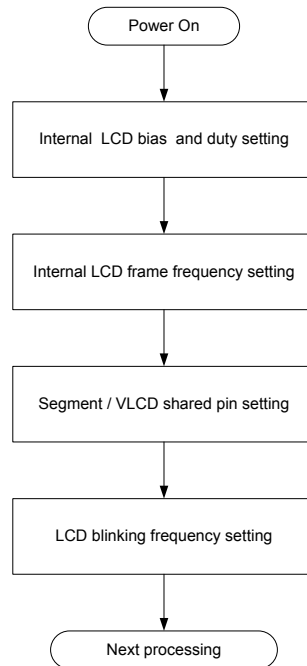 Power On
Internal LCD bias and duty setting
Internal LCD frame frequency setting
Segment / VLCD shared pin setting
LCD blinking frequency setting
Next processing